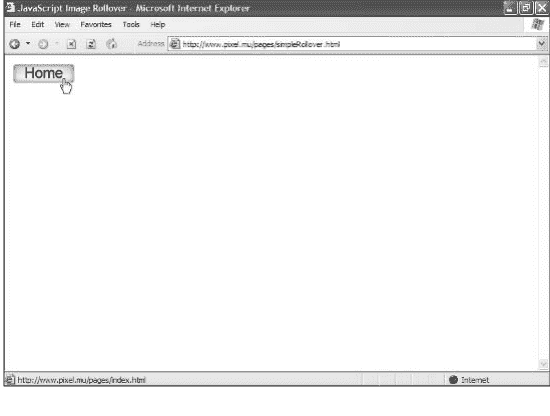 JavaScript Image Rollover - Microsoft Internet Explorer
File Edit View Favorites Tools Help
Address http://www.pixel.mu/pages/simpleRollover.html
Home
http://www.pixel.mu/pages/index.html Internet